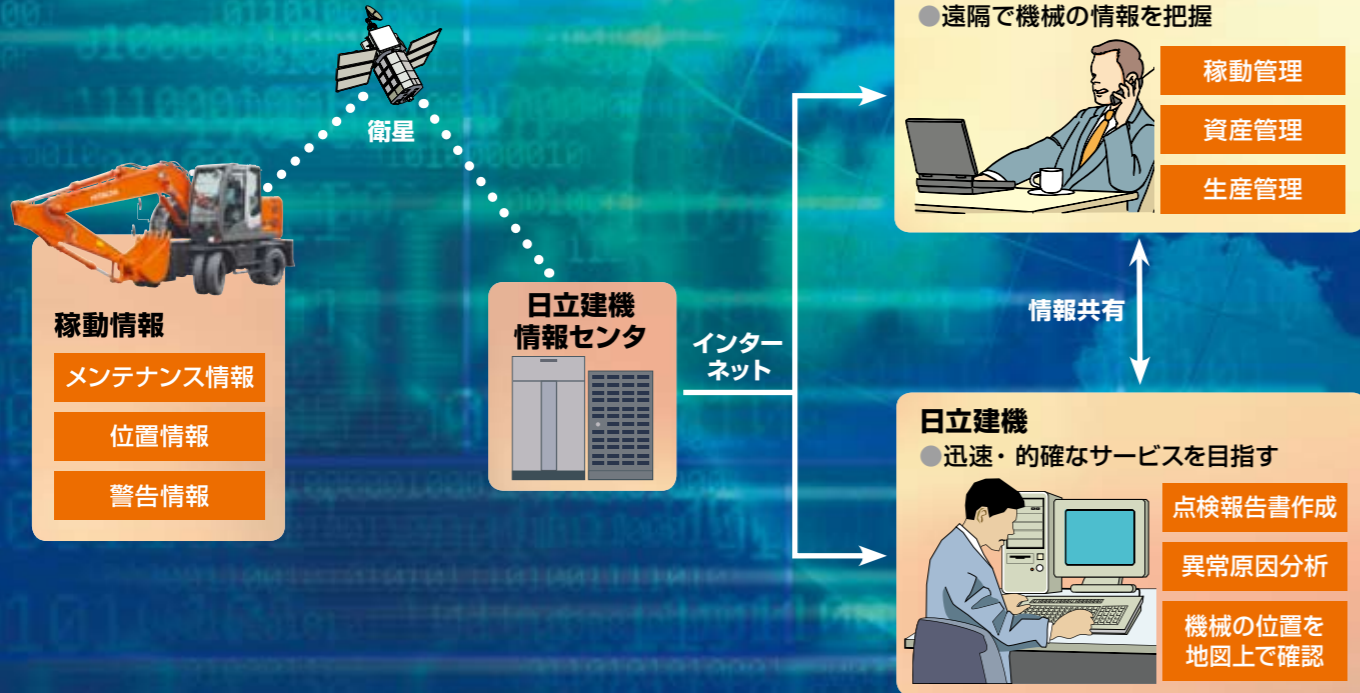 ●遠隔で機械の情報を把握
稼動管理
資産管理
生産管理
衛星
HITACHI
稼動情報
メンテナンス情報
位置情報
警告情報
日立建機
情報センタ
インター
ネット
情報共有
日立建機
●迅速・的確なサービスを目指す
点検報告書作成
異常原因分析
機械の位置を
地図上で確認